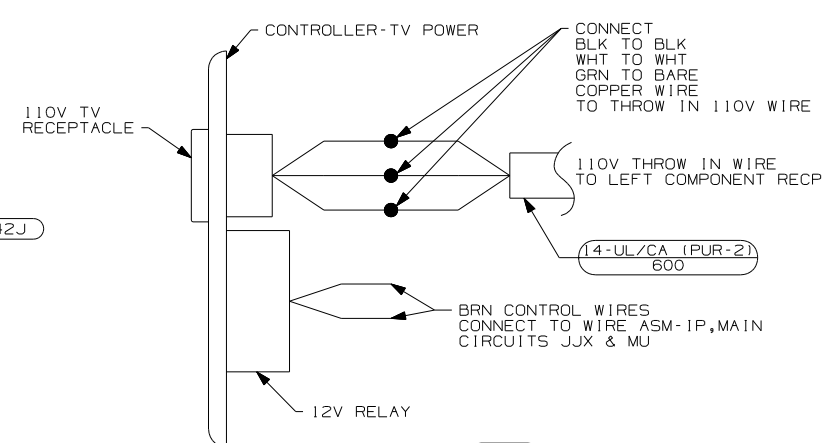 CONTROLLER-TV POWER
CONNECT
BLK TO BLK
WHT TO WHT
GRN TO BARE
COPPER WIRE
TO THROW IN 110V WIRE
110V TV
RECEPTACLE
110V THROW IN WIRE
TO LEFT COMPONENT RECP
42J
14-UL/CA (PUR-2)
600
BRN CONTROL WIRES
CONNECT TO WIRE ASM-IP,MAIN
CIRCUITS JJX & MU
12V RELAY